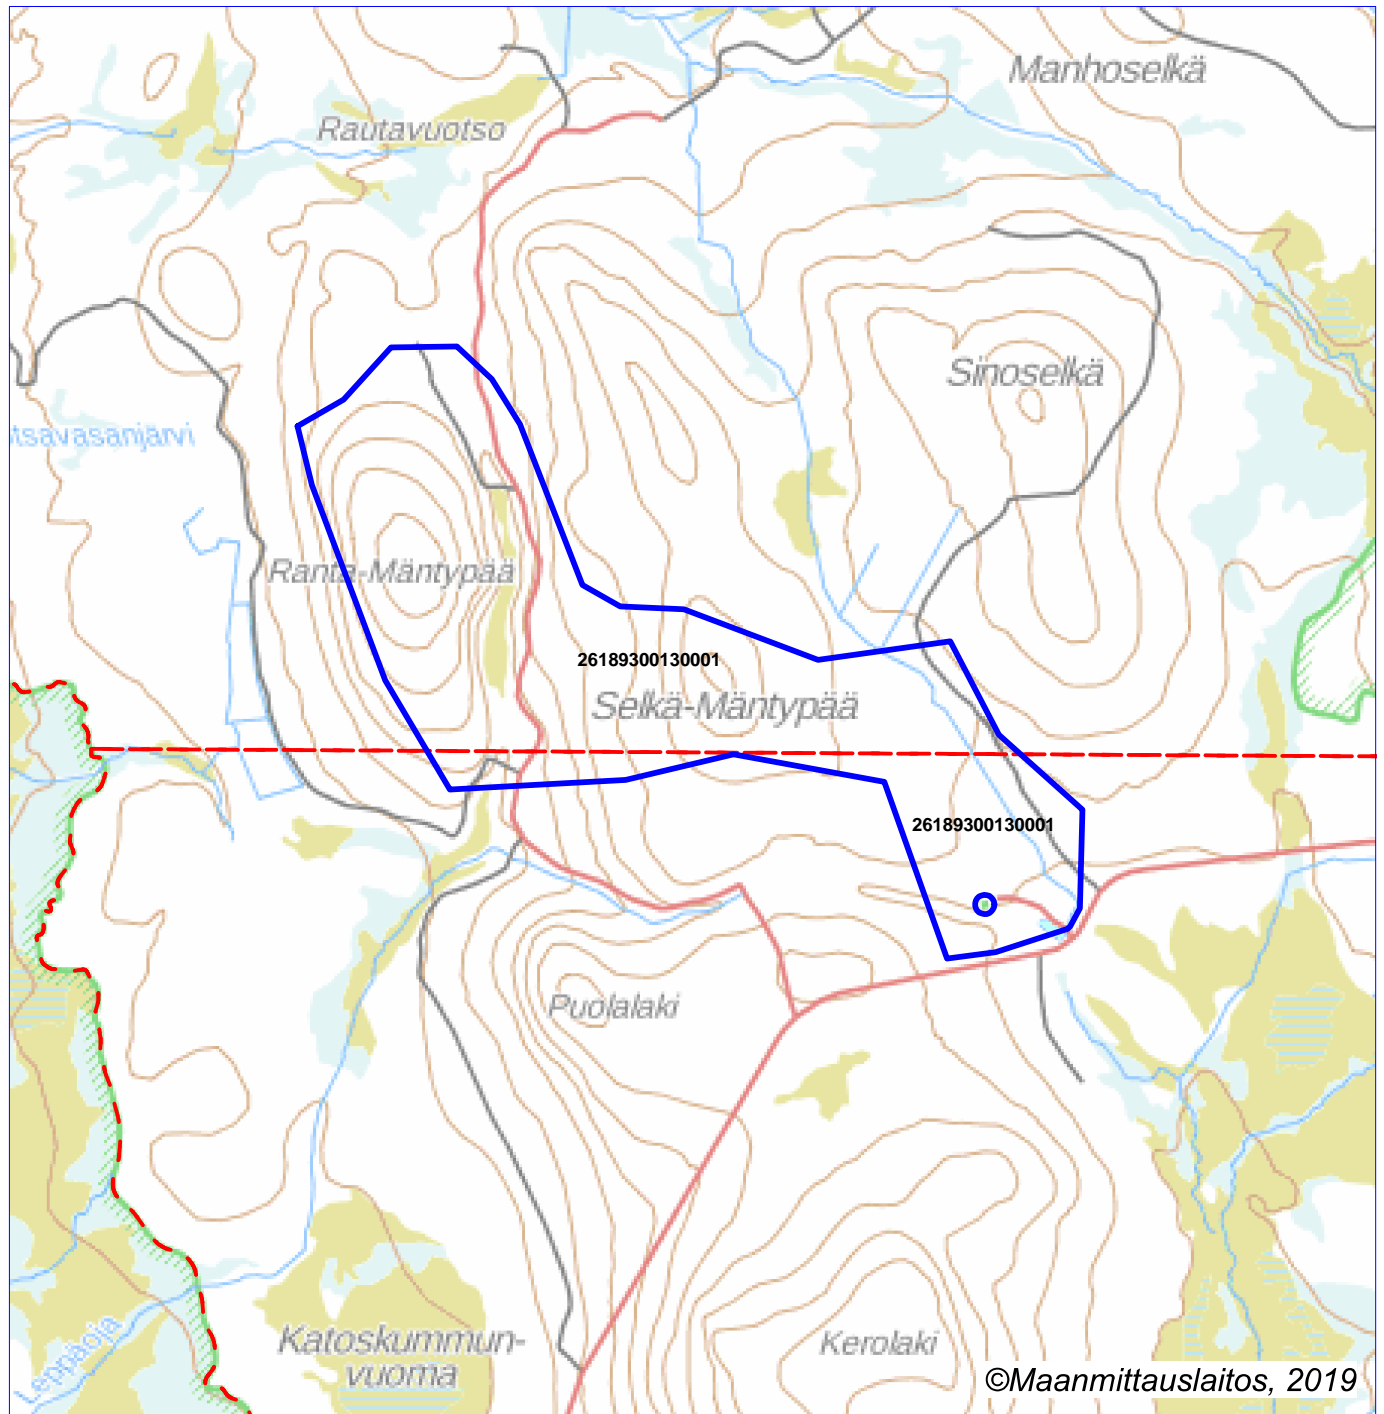 Manhoselkä
Rautavuotso
Sinoselkä
tsavasanjärvi
Ranta-Mäntypää
26189300130001
Selkä-Mäntypää
26189300130001
Puolalaki
Leppäoja
Katoskummun-
vuoma
Kerolaki
©Maanmittauslaitos, 2019